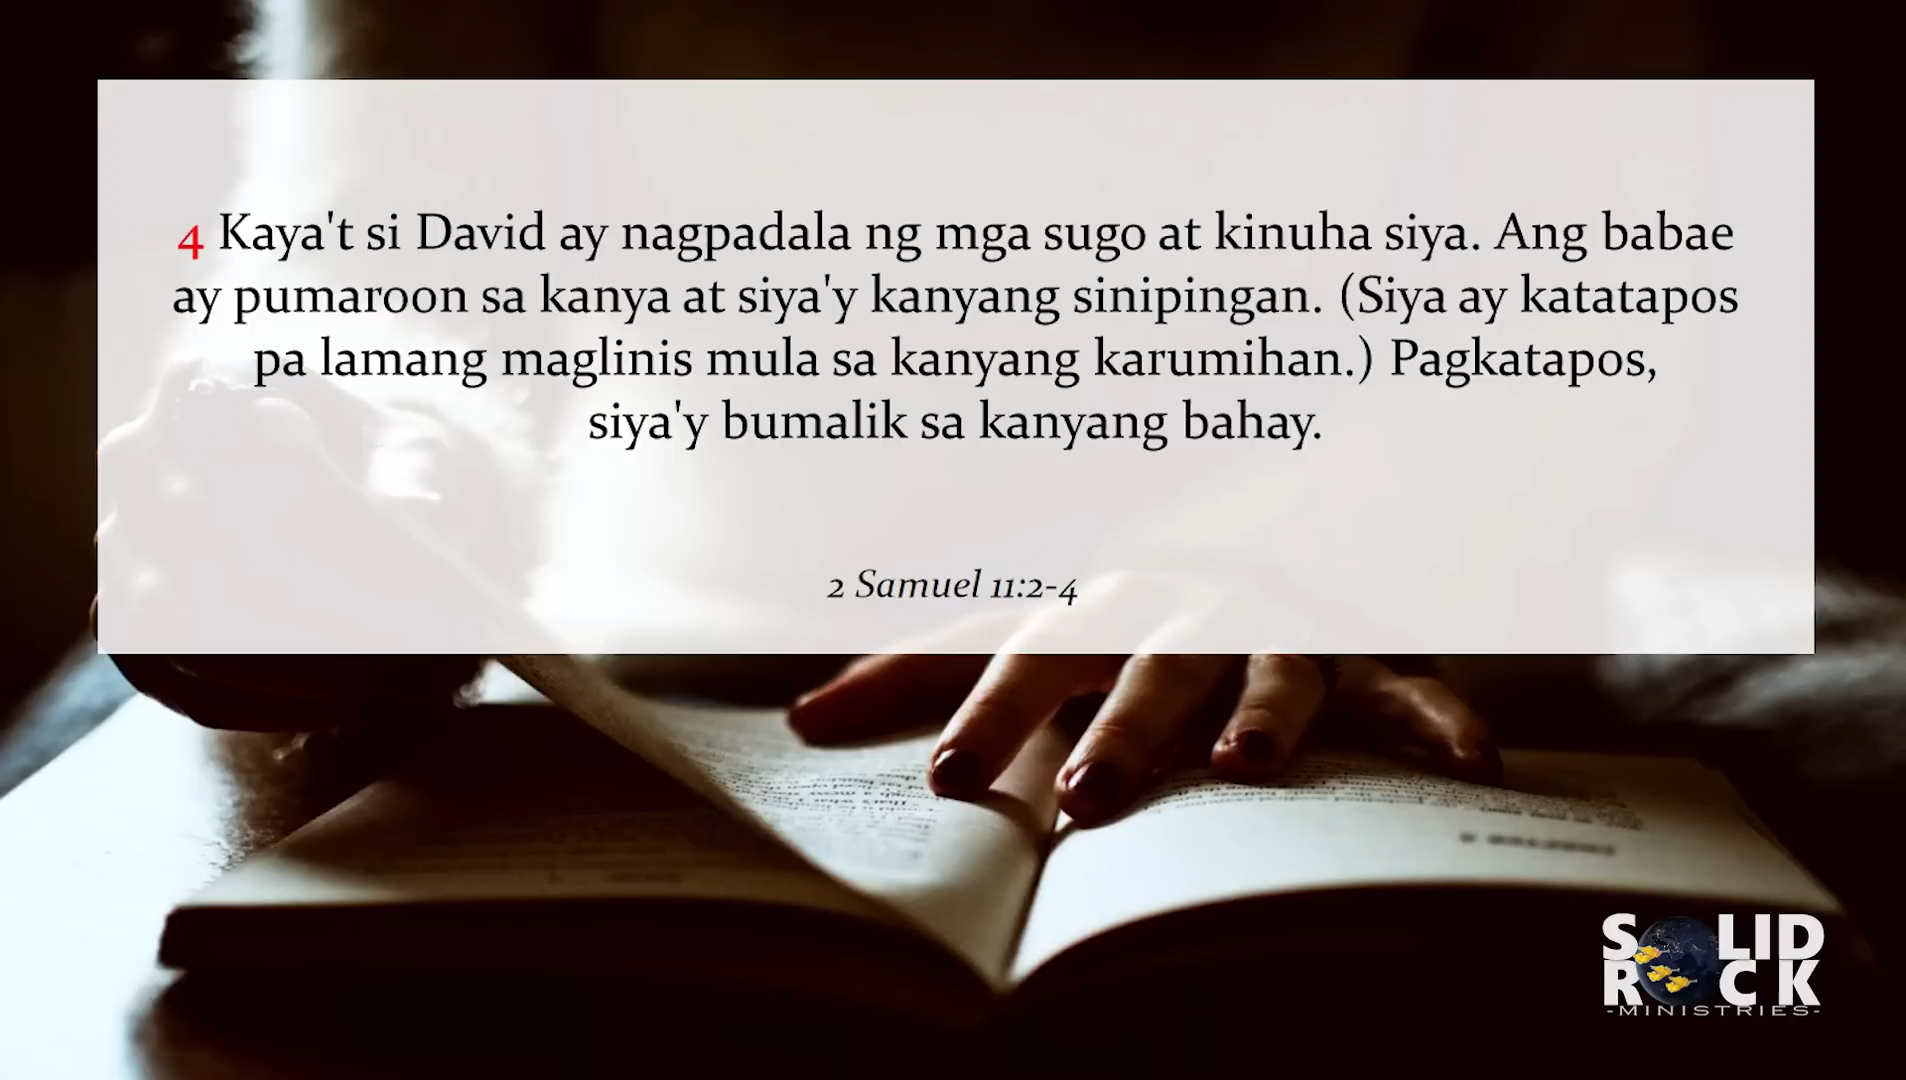 4 Kaya't si David ay nagpadala ng mga sugo at kinuha siya. Ang babae
ay pumaroon sa kanya at siya'y kanyang sinipingan. (Siya ay katatapos
pa lamang maglinis mula sa kanyang karumihan.) Pagkatapos,
siya'y bumalik sa kanyang bahay.
2 Samuel 11:2-4
SOLID
ROCK
-MINISTRIES-